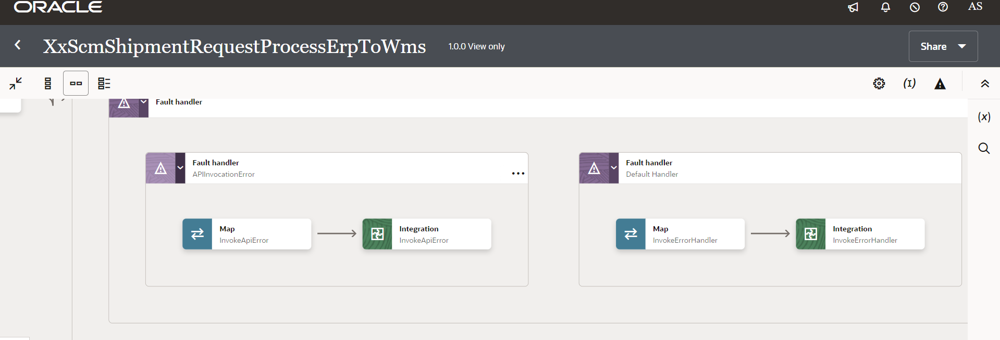 ORACLE
AS
XxScmShipmentRequestProcessErpToWms
1.0.0 View only
Share
Fault handler
Fault handler
APIInvocationError
Fault handler
Default Handler
Map
InvokeApiError
Integration
InvokeApiError
Map
InvokeErrorHandler
Integration
InvokeErrorHandler